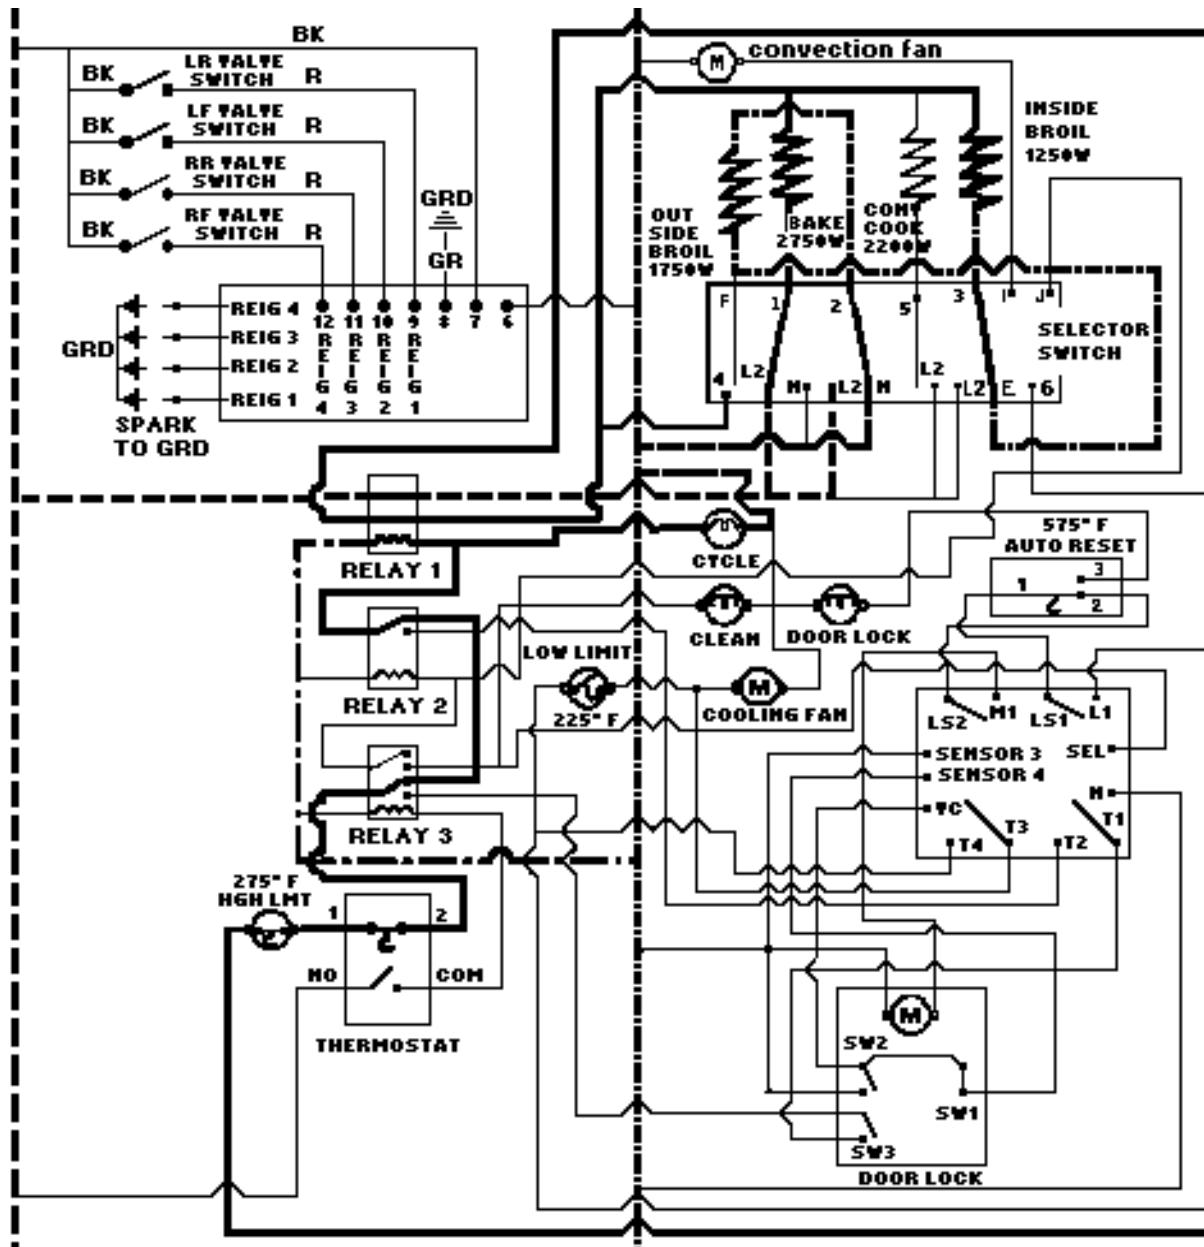 BK
convection fan
M
LR VALVE
SWITCH
BK
R
LF VALVE
SWITCH
BK
R
RR VALVE
SWITCH
BK
R
RF VALVE
SWITCH
BK
R
GRD
GR
INSIDE
BROIL
1250W
OUT
SIDE
BROIL
1750W
BAKE
2750W
CONV
COOK
2200W
REIG 4
REIG 3
REIG 2
REIG 1
GRD
SPARK
TO GRD
12 11 10 9 8 7 6
REIG 4
REIG 3
REIG 2
REIG 1
F 1 2 5 3 I J
SELECTOR
SWITCH
4 L2 M L2 M L2 L2 E 6
RELAY 1
CYCLE
575° F
AUTO RESET
1 3
2
CLEAN
DOOR LOCK
RELAY 2
LOW LIMIT
225° F
M
COOLING FAN
LS2 M1 LS1 L1
SENSOR 3
SEL
SENSOR 4
TC
M
T3 T1
T4 T2
RELAY 3
275° F
HGH LMT
1 2
NO COM
THERMOSTAT
M
SW2
SW1
SW3
DOOR LOCK